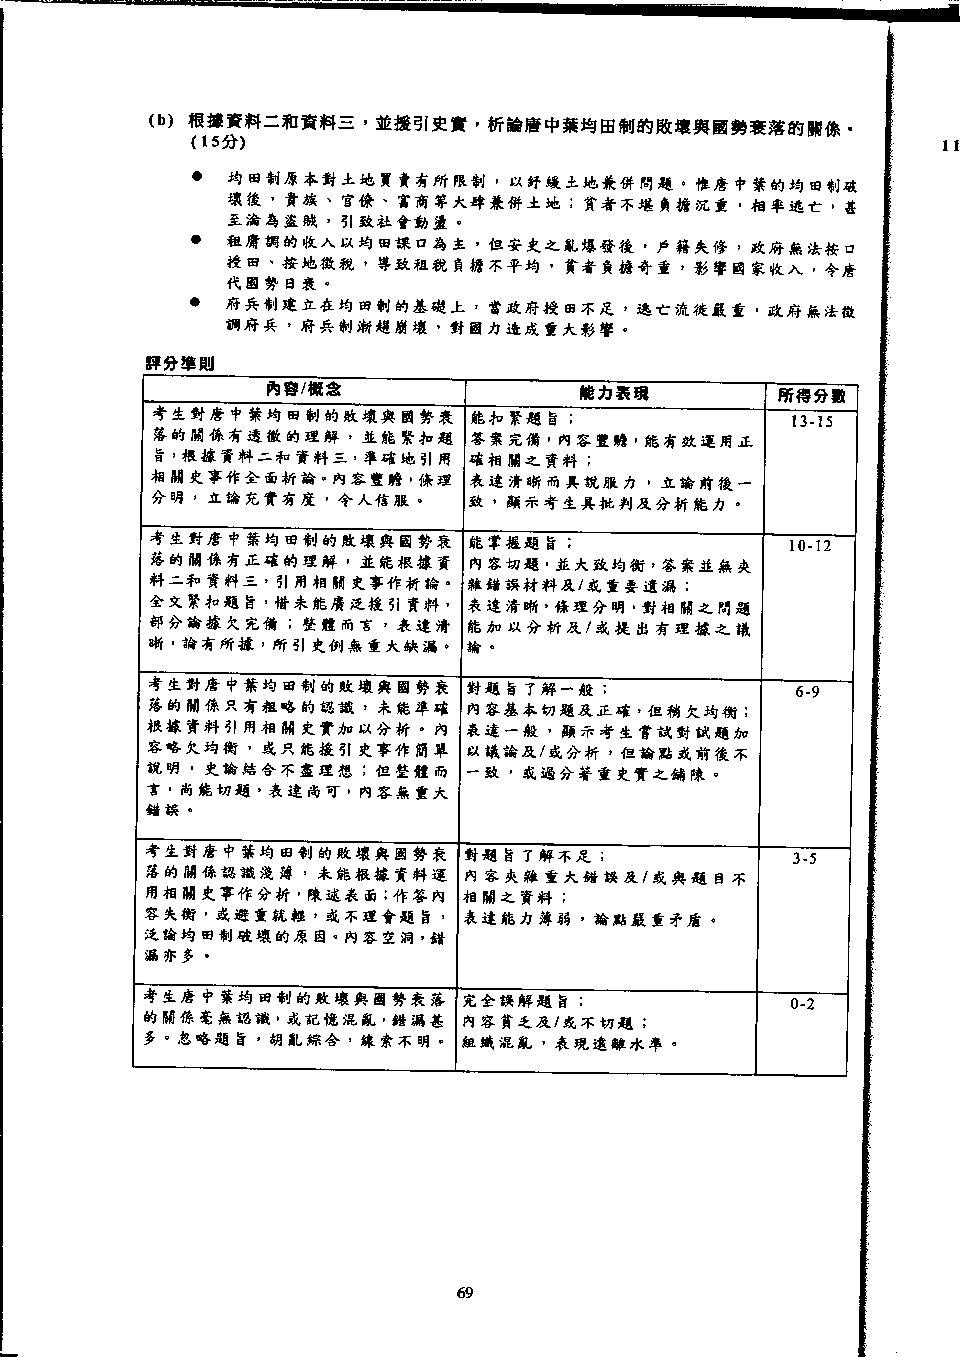 (b) 根據資料二和資料三，並援引史實，析論唐中葉均田制的敗壞與國勢衰落的關係。
(15分)
● 均田制原本對土地買賣有所限制，以紓緩土地兼併問題。惟唐中葉的均田制破
壞後，貴族、官僚、富商等大肆兼併土地；貧者不堪負擔沉重，相率逃亡，甚
至淪為盜賊，引致社會動盪。
● 租庸調的收入以均田課口為主，但安史之亂爆發後，戶籍失修，政府無法按口
授田、按地徵稅，導致租稅負擔不平均，貧者負擔奇重，影響國家收入，令唐
代國勢日衰。
● 府兵制建立在均田制的基礎上，當政府授田不足，逃亡流徙嚴重，政府無法徵
調府兵，府兵制漸趨崩壞，對國力造成重大影響。
評分準則
內容/概念 能力表現 所得分數
考生對唐中葉均田制的敗壞與國勢衰
落的關係有透徹的理解，並能緊扣題
旨，根據資料二和資料三，準確地引用
相關史事作全面析論。內容豐贍，條理
分明，立論充實有度，令人信服。
能扣緊題旨；
答案完備，內容豐贍，能有效運用正
確相關之資料；
表達清晰而具說服力，立論前後一
致，顯示考生具批判及分析能力。
13-15
考生對唐中葉均田制的敗壞與國勢衰
落的關係有正確的理解，並能根據資
料二和資料三，引用相關史事作析論。
全文緊扣題旨，惜未能廣泛援引資料，
部分論據欠完備；整體而言，表達清
晰，論有所據，所引史例無重大缺漏。
能掌握題旨；
內容切題，並大致均衡，答案並無夾
雜錯誤材料及/或重要遺漏；
表達清晰，條理分明，對相關之問題
能加以分析及/或提出有理據之議
論。
10-12
考生對唐中葉均田制的敗壞與國勢衰
落的關係只有粗略的認識，未能準確
根據資料引用相關史實加以分析。內
容略欠均衡，或只能援引史事作簡單
說明，史論結合不盡理想；但整體而
言，尚能切題，表達尚可，內容無重大
錯誤。
對題旨了解一般；
內容基本切題及正確，但稍欠均衡；
表達一般，顯示考生嘗試對試題加
以議論及/或分析，但論點或前後不
一致，或過分著重史實之鋪陳。
6-9
考生對唐中葉均田制的敗壞與國勢衰
落的關係認識淺薄，未能根據資料運
用相關史事作分析，陳述表面；作答內
容失衡，或避重就輕，或不理會題旨，
泛論均田制破壞的原因。內容空洞，錯
漏亦多。
對題旨了解不足；
內容夾雜重大錯誤及/或與題目不
相關之資料；
表達能力薄弱，論點嚴重矛盾。
3-5
考生唐中葉均田制的敗壞與國勢衰落
的關係毫無認識，或記憶混亂，錯漏甚
多。忽略題旨，胡亂綜合，線索不明。
完全誤解題旨；
內容貧乏及/或不切題；
組織混亂，表現遠離水準。
0-2
69